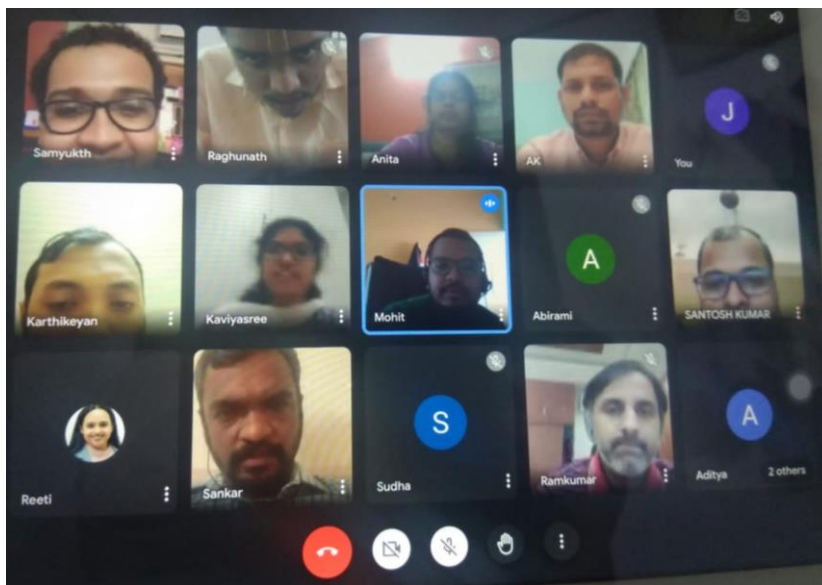 Samyukth
Raghunath
Anita
AK
J
You
Karthikeyan
Kaviyasree
Mohit
A
Abirami
SANTOSH KUMAR
Reeti
Sankar
S
Sudha
Ramkumar
A
Aditya
2 others